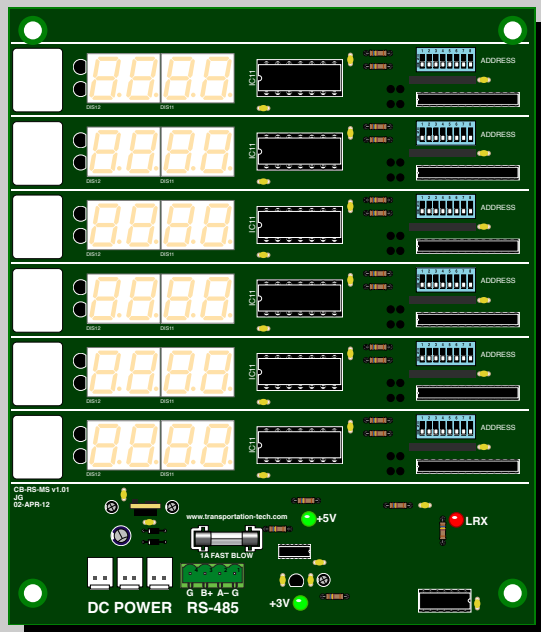 ADDRESS
IC11
DIS12 DIS11
ADDRESS
IC11
DIS12 DIS11
ADDRESS
IC11
DIS12 DIS11
ADDRESS
IC11
DIS12 DIS11
ADDRESS
IC11
DIS12 DIS11
ADDRESS
IC11
DIS12 DIS11
CB-RS-MS v1.01
JG
02-APR-12
www.transportation-tech.com
+5V
LRX
1A FAST BLOW
G B+ A– G
DC POWER RS-485
+3V